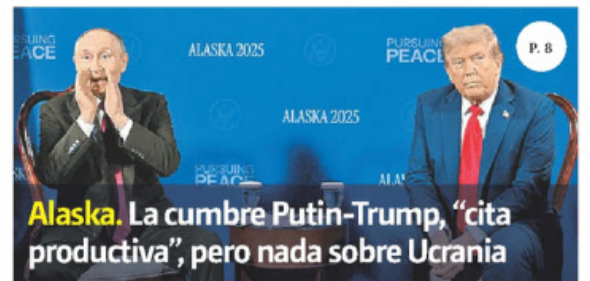 PURSUING
PEACE
ALASKA 2025
PURSUING
PEACE
P. 8
ALASKA 2025
PURSUING
PEACE
Alaska. La cumbre Putin-Trump, “cita
productiva”, pero nada sobre Ucrania